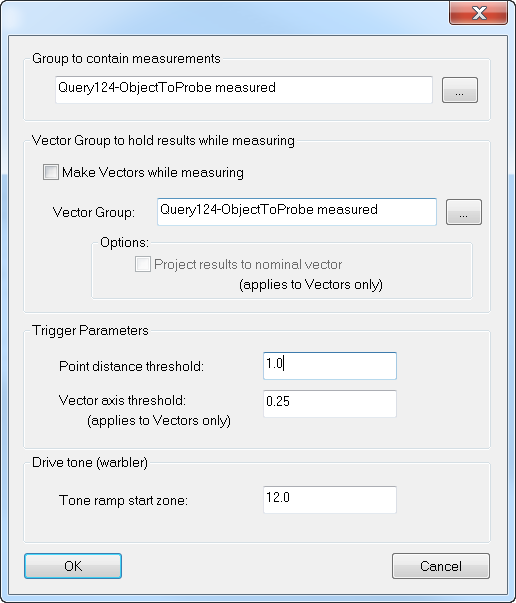 Group to contain measurements
Query124-ObjectToProbe measured
...
Vector Group to hold results while measuring
Make Vectors while measuring
Vector Group:
Query124-ObjectToProbe measured
...
Options:
Project results to nominal vector
(applies to Vectors only)
Trigger Parameters
Point distance threshold:
1.0
Vector axis threshold:
0.25
(applies to Vectors only)
Drive tone (warbler)
Tone ramp start zone:
12.0
OK
Cancel